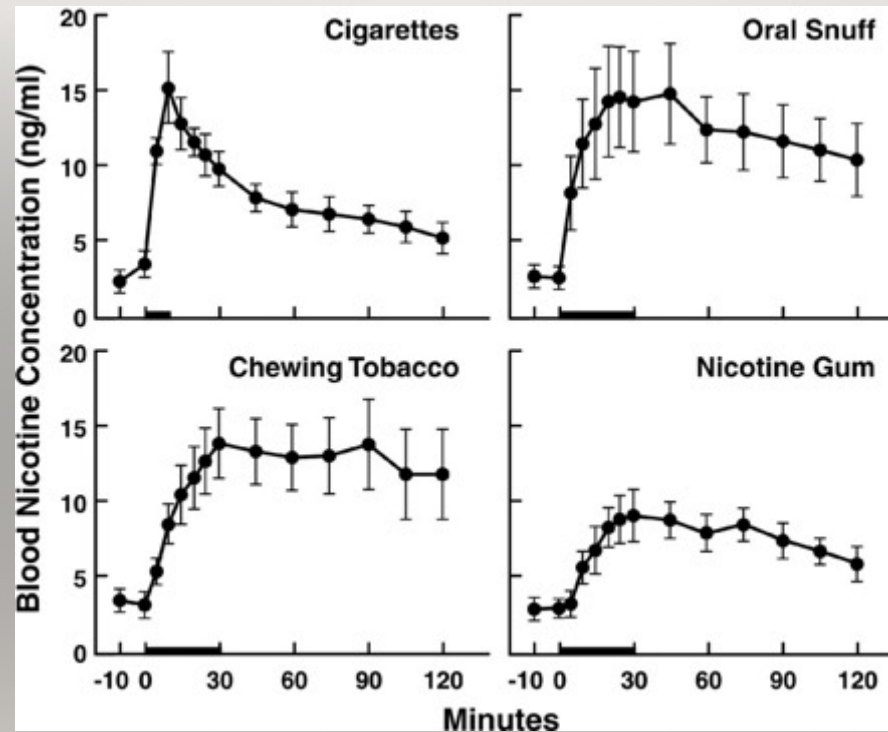 Blood Nicotine Concentration (ng/ml)
20
15
10
5
0
Cigarettes
Oral Snuff
20
15
10
5
0
Chewing Tobacco
Nicotine Gum
-10 0 30 60 90 120
-10 0 30 60 90 120
Minutes